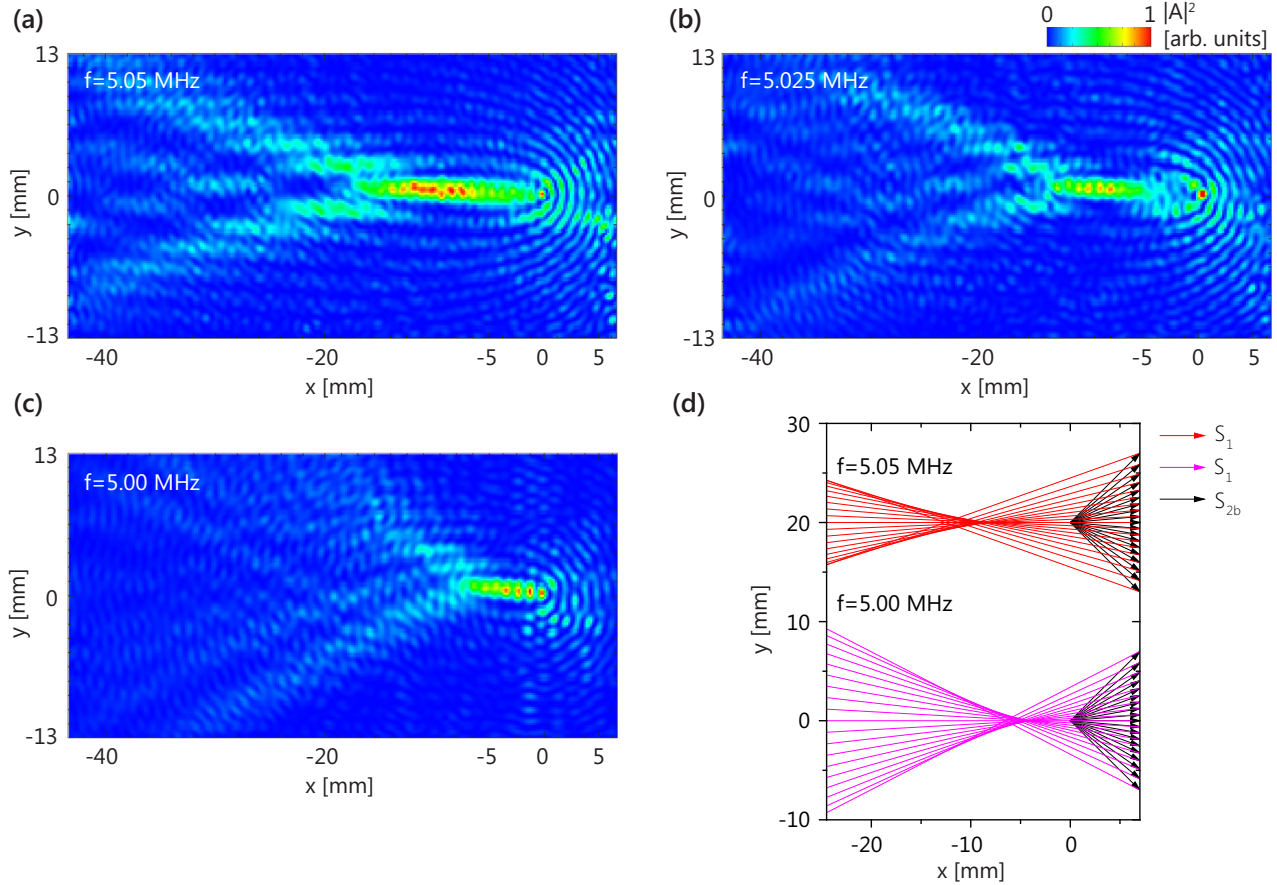 (a)
(b)
0 1 |A|²
[arb. units]
f=5.05 MHz
13
0
-13
y [mm]
-40 -20 -5 0 5
x [mm]
f=5.025 MHz
13
0
-13
y [mm]
-40 -20 -5 0 5
x [mm]
(c)
f=5.00 MHz
13
0
-13
y [mm]
-40 -20 -5 0 5
x [mm]
(d)
30
20
10
0
-10
y [mm]
f=5.05 MHz
f=5.00 MHz
-20 -10 0
x [mm]
S₁
S₁
S₂b